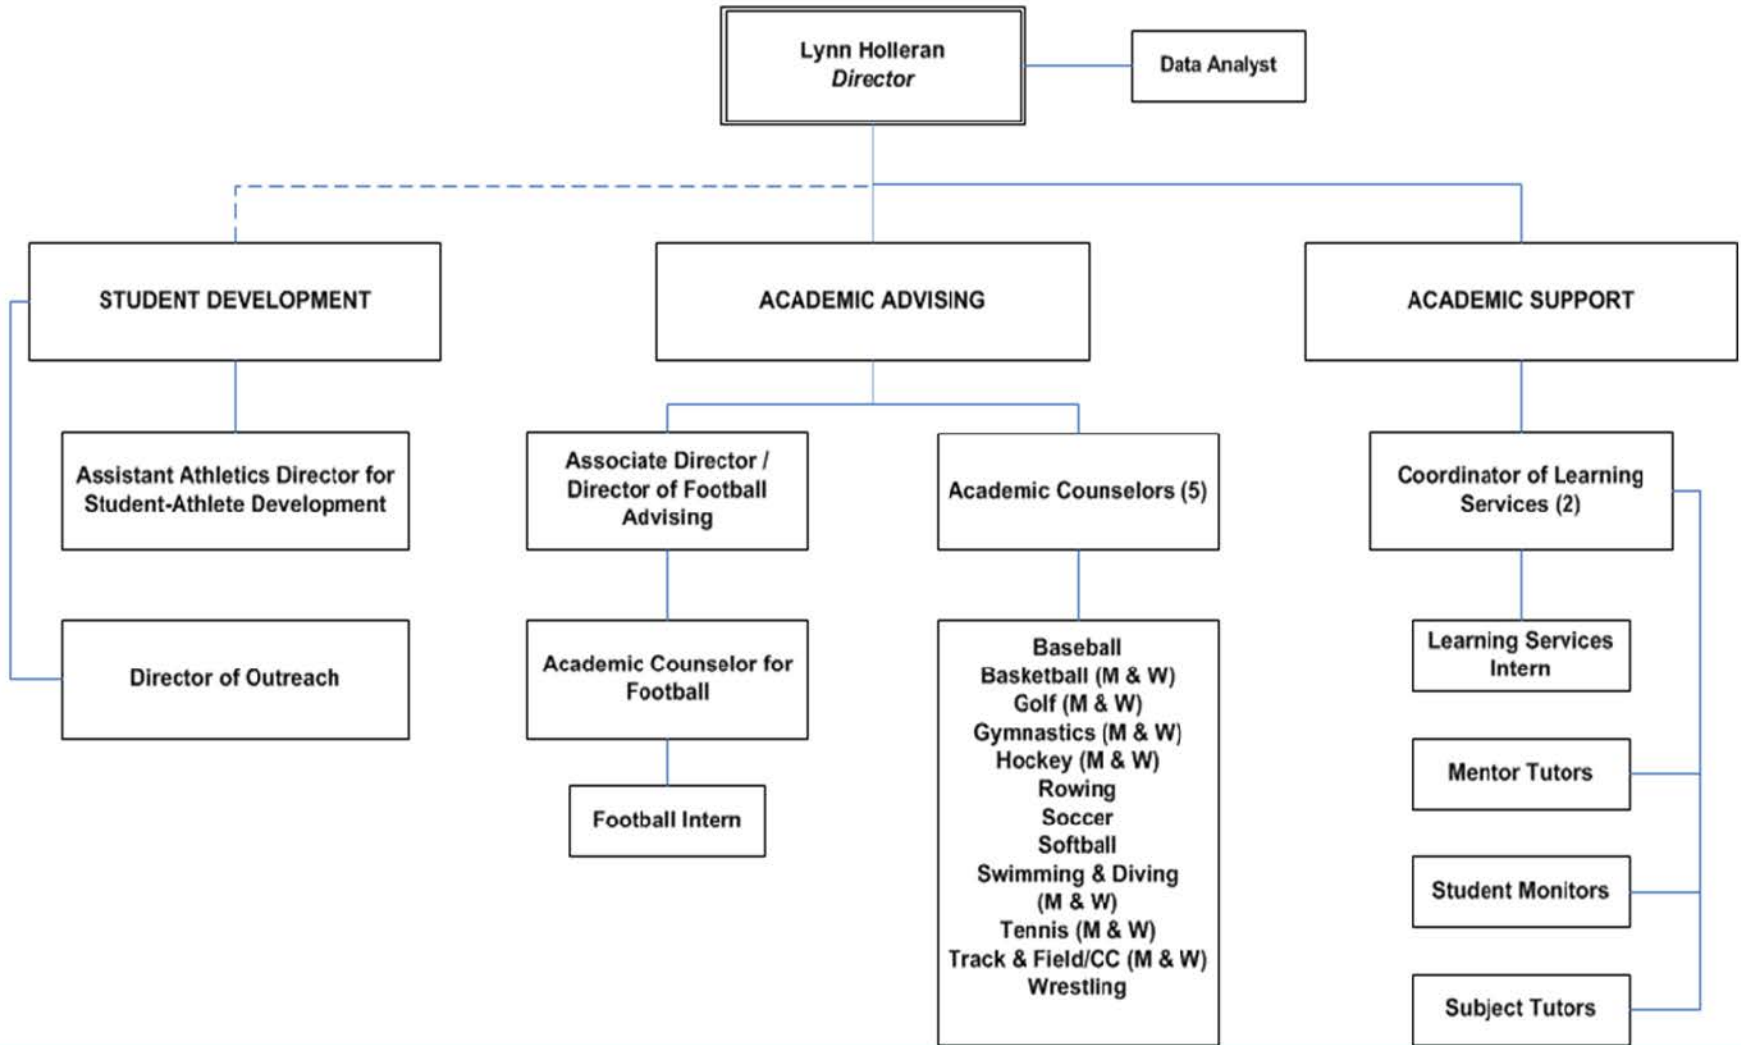 Lynn Holleran
Director
Data Analyst
STUDENT DEVELOPMENT
ACADEMIC ADVISING
ACADEMIC SUPPORT
Assistant Athletics Director for
Student-Athlete Development
Associate Director /
Director of Football
Advising
Academic Counselors (5)
Coordinator of Learning
Services (2)
Director of Outreach
Academic Counselor for
Football
Football Intern
Baseball
Basketball (M & W)
Golf (M & W)
Gymnastics (M & W)
Hockey (M & W)
Rowing
Soccer
Softball
Swimming & Diving
(M & W)
Tennis (M & W)
Track & Field/CC (M & W)
Wrestling
Learning Services
Intern
Mentor Tutors
Student Monitors
Subject Tutors